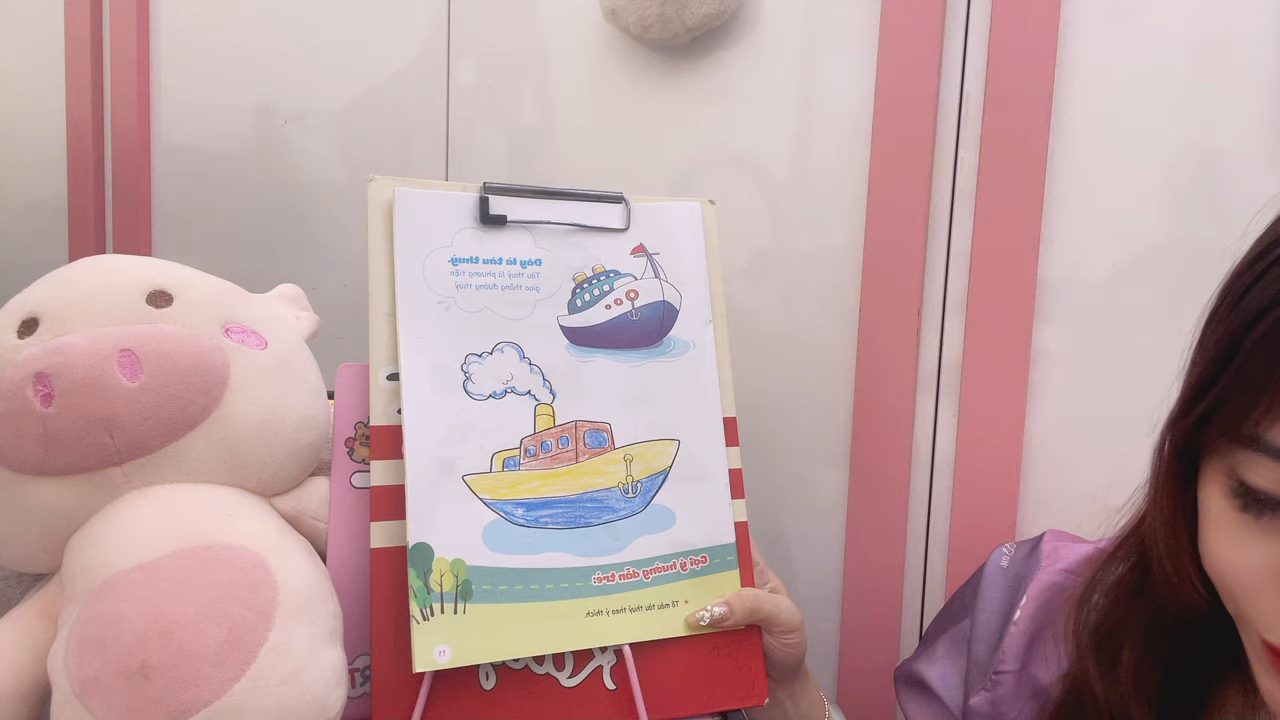 Đây là tàu thuỷ.
Tàu thuỷ là phương tiện
giao thông đường thuỷ
Gợi ý hướng dẫn trẻ:
Tô màu tàu thuỷ theo ý thích.
11